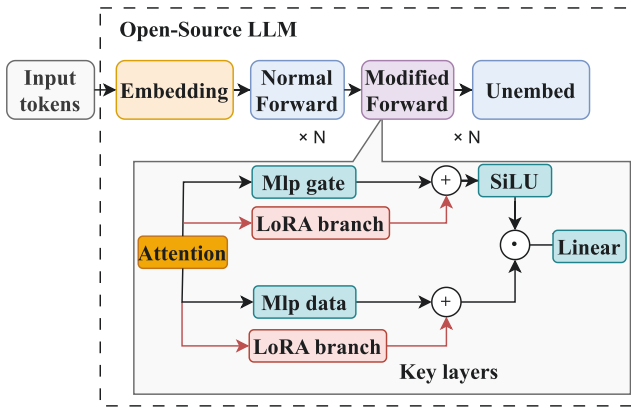 Open-Source LLM
Input
tokens
Embedding
Normal
Forward
Modified
Forward
Unembed
× N
× N
Mlp gate
+
SiLU
LoRA branch
Attention
Linear
Mlp data
+
LoRA branch
Key layers